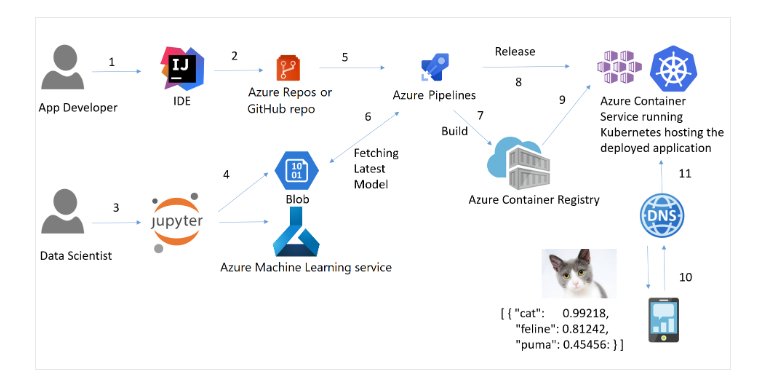 1
2
5
Release
IJ
8
App Developer
IDE
Azure Repos or
GitHub repo
Azure Pipelines
6
7
9
Azure Container
Service running
Kubernetes hosting the
deployed application
Build
Fetching
Latest
Model
3
4
10
01
Blob
jupyter
Azure Container Registry
11
DNS
Data Scientist
Azure Machine Learning service
10
[ { "cat": 0.99218,
"feline": 0.81242,
"puma": 0.45456: } ]